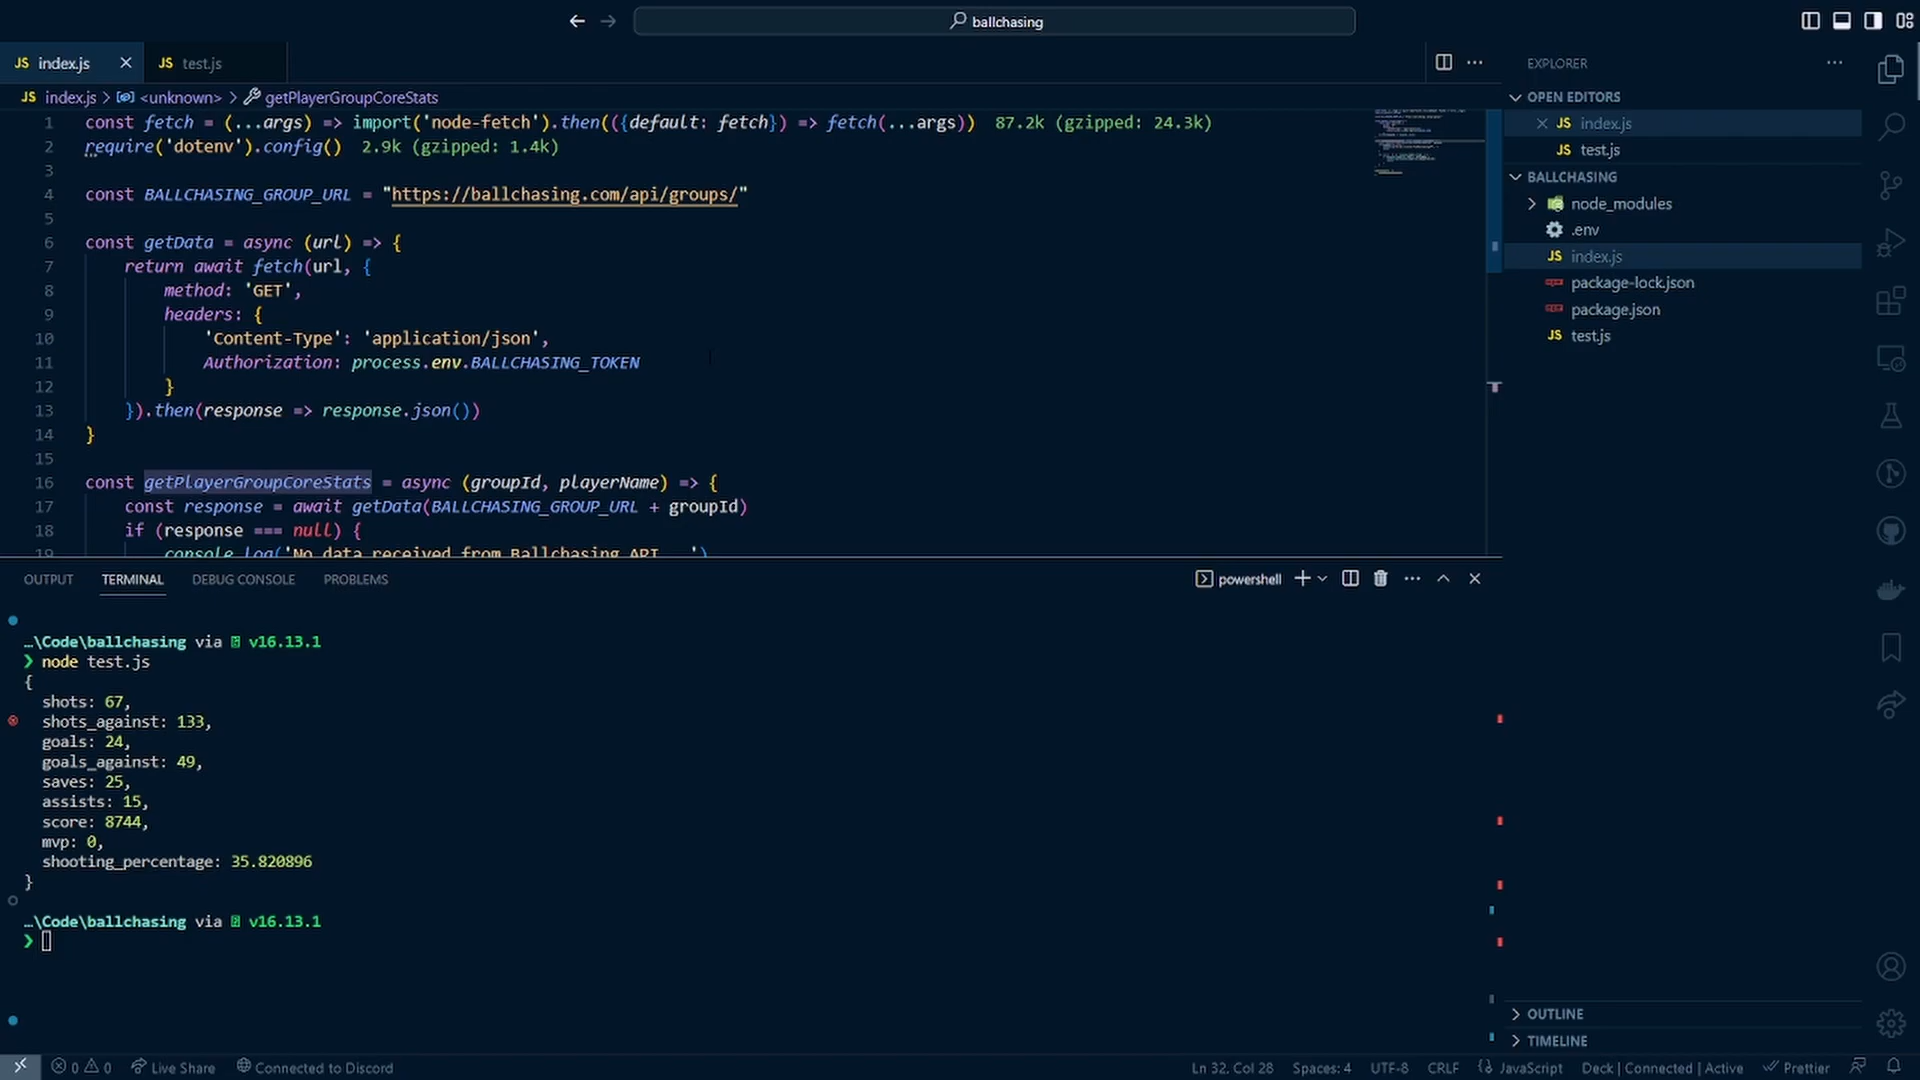 ballchasing
JS index.js
JS test.js
JS index.js > <unknown> > getPlayerGroupCoreStats
1 const fetch = (...args) => import('node-fetch').then(({default: fetch}) => fetch(...args)) 87.2k (gzipped: 24.3k)
2 require('dotenv').config() 2.9k (gzipped: 1.4k)
3
4 const BALLCHASING_GROUP_URL = "https://ballchasing.com/api/groups/"
5
6 const getData = async (url) => {
7 return await fetch(url, {
8 method: 'GET',
9 headers: {
10 'Content-Type': 'application/json',
11 Authorization: process.env.BALLCHASING_TOKEN
12 }
13 }).then(response => response.json())
14 }
15
16 const getPlayerGroupCoreStats = async (groupId, playerName) => {
17 const response = await getData(BALLCHASING_GROUP_URL + groupId)
18 if (response === null) {
19 console.log('No data received from Ballchasing API...')
OUTPUT TERMINAL DEBUG CONSOLE PROBLEMS
powershell
…\Code\ballchasing via v16.13.1
❯ node test.js
{
shots: 67,
shots_against: 133,
goals: 24,
goals_against: 49,
saves: 25,
assists: 15,
score: 8744,
mvp: 0,
shooting_percentage: 35.820896
}
…\Code\ballchasing via v16.13.1
❯
EXPLORER
OPEN EDITORS
JS index.js
JS test.js
BALLCHASING
node_modules
.env
JS index.js
package-lock.json
package.json
JS test.js
OUTLINE
TIMELINE
0 0 Live Share Connected to Discord
Ln 32, Col 28 Spaces: 4 UTF-8 CRLF JavaScript Deck | Connected | Active Prettier